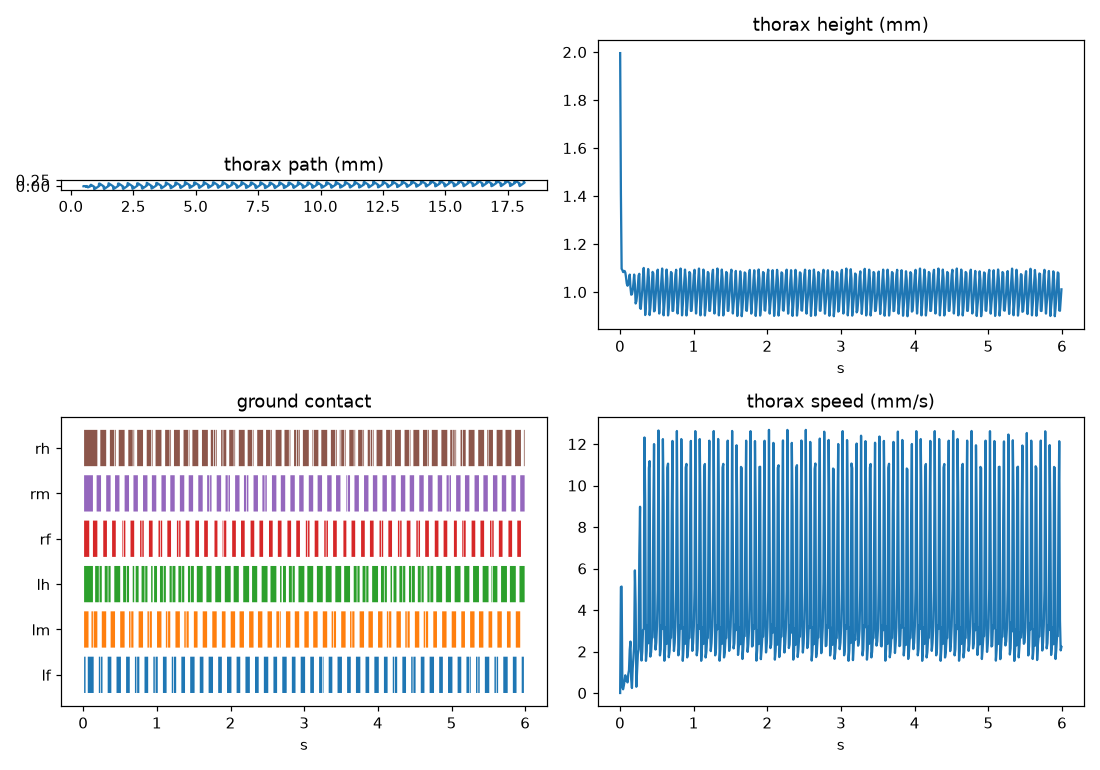 thorax path (mm)
0.25
0.00
0.0 2.5 5.0 7.5 10.0 12.5 15.0 17.5
thorax height (mm)
2.0
1.8
1.6
1.4
1.2
1.0
0 1 2 3 4 5 6
s
ground contact
rh
rm
rf
lh
lm
lf
0 1 2 3 4 5 6
s
thorax speed (mm/s)
12
10
8
6
4
2
0
0 1 2 3 4 5 6
s